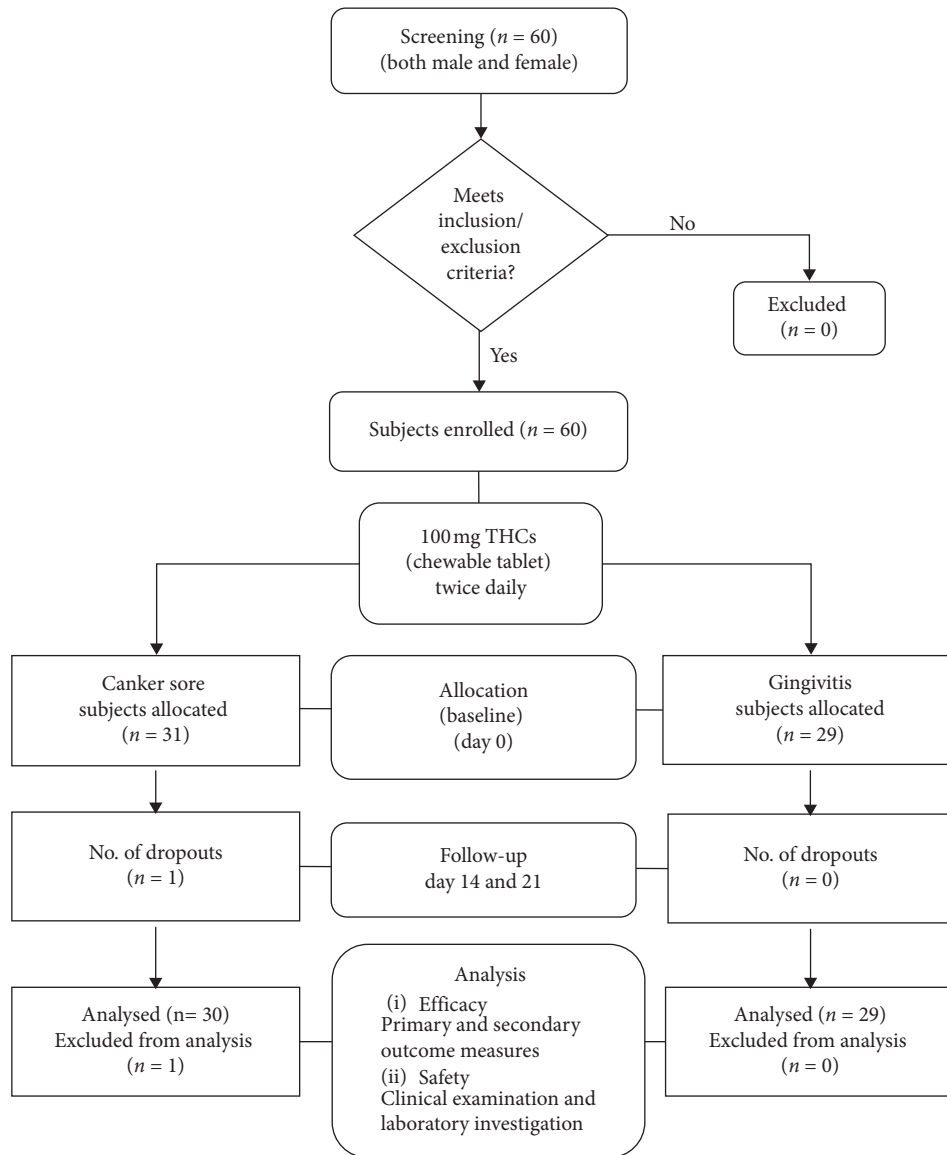 Screening (n = 60)
(both male and female)
Meets
inclusion/
exclusion
criteria?
No
Excluded
(n = 0)
Yes
Subjects enrolled (n = 60)
100 mg THCs
(chewable tablet)
twice daily
Canker sore
subjects allocated
(n = 31)
Allocation
(baseline)
(day 0)
Gingivitis
subjects allocated
(n = 29)
No. of dropouts
(n = 1)
Follow-up
day 14 and 21
No. of dropouts
(n = 0)
Analysed (n= 30)
Excluded from analysis
(n = 1)
Analysis
(i) Efficacy
Primary and secondary
outcome measures
(ii) Safety
Clinical examination and
laboratory investigation
Analysed (n = 29)
Excluded from analysis
(n = 0)